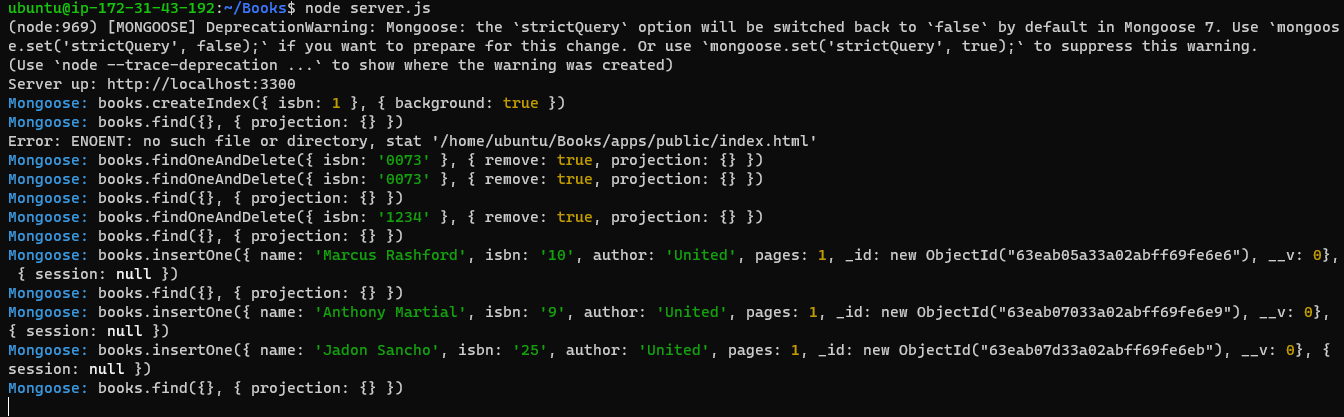 ubuntu@ip-172-31-43-192:~/Books$ node server.js
(node:969) [MONGOOSE] DeprecationWarning: Mongoose: the `strictQuery` option will be switched back to `false` by default in Mongoose 7. Use `mongoos
e.set('strictQuery', false);` if you want to prepare for this change. Or use `mongoose.set('strictQuery', true);` to suppress this warning.
(Use `node --trace-deprecation ...` to show where the warning was created)
Server up: http://localhost:3300
Mongoose: books.createIndex({ isbn: 1 }, { background: true })
Mongoose: books.find({}, { projection: {} })
Error: ENOENT: no such file or directory, stat '/home/ubuntu/Books/apps/public/index.html'
Mongoose: books.findOneAndDelete({ isbn: '0073' }, { remove: true, projection: {} })
Mongoose: books.findOneAndDelete({ isbn: '0073' }, { remove: true, projection: {} })
Mongoose: books.find({}, { projection: {} })
Mongoose: books.findOneAndDelete({ isbn: '1234' }, { remove: true, projection: {} })
Mongoose: books.find({}, { projection: {} })
Mongoose: books.insertOne({ name: 'Marcus Rashford', isbn: '10', author: 'United', pages: 1, _id: new ObjectId("63eab05a33a02abff69fe6e6"), __v: 0},
 { session: null })
Mongoose: books.find({}, { projection: {} })
Mongoose: books.insertOne({ name: 'Anthony Martial', isbn: '9', author: 'United', pages: 1, _id: new ObjectId("63eab07033a02abff69fe6e9"), __v: 0},
{ session: null })
Mongoose: books.insertOne({ name: 'Jadon Sancho', isbn: '25', author: 'United', pages: 1, _id: new ObjectId("63eab07d33a02abff69fe6eb"), __v: 0}, {
session: null })
Mongoose: books.find({}, { projection: {} })